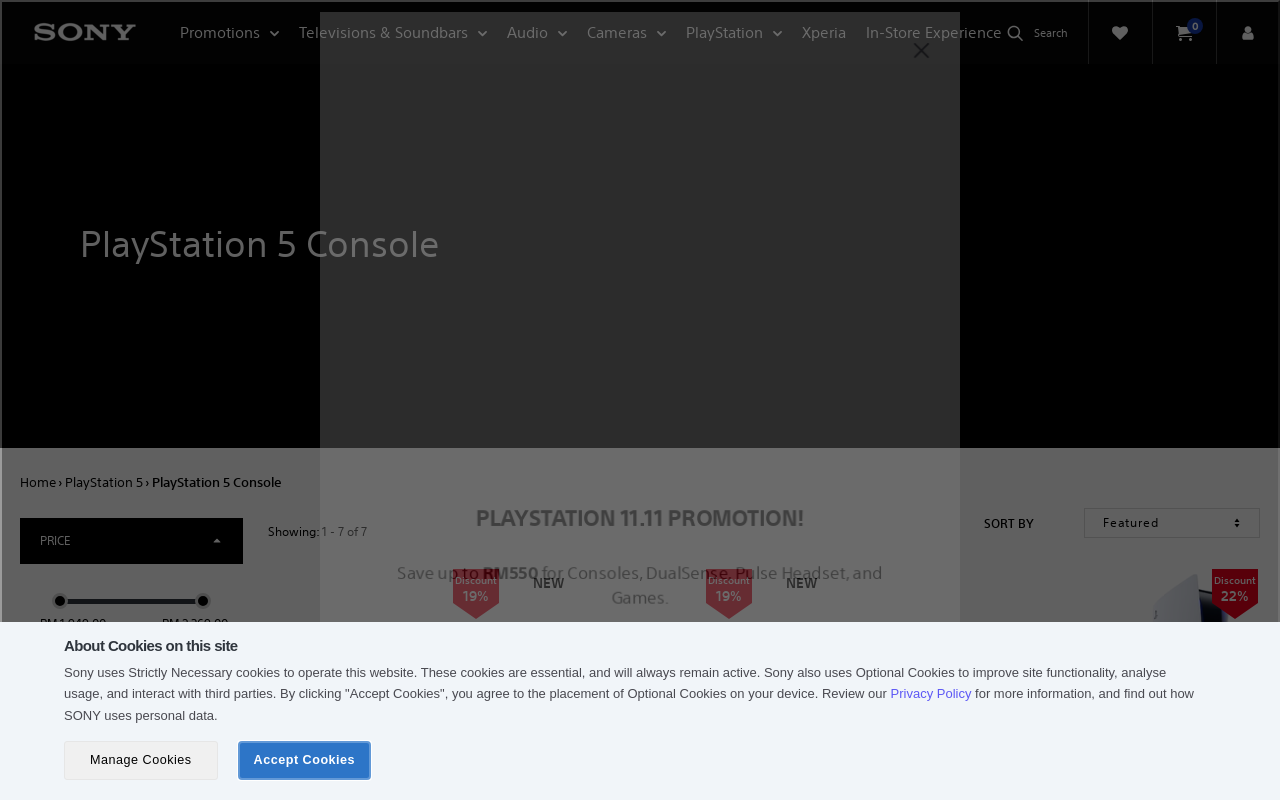 SONY
Promotions
Televisions & Soundbars
Audio
Cameras
PlayStation
Xperia
In-Store Experience
Search
0
PlayStation 5 Console
Home › PlayStation 5 › PlayStation 5 Console
PRICE
Showing: 1 - 7 of 7
SORT BY
Featured
PLAYSTATION 11.11 PROMOTION!
Save up to RM550 for Consoles, DualSense, Pulse Headset, and
Games.
Discount
19%
NEW
Discount
19%
NEW
Discount
22%
About Cookies on this site
Sony uses Strictly Necessary cookies to operate this website. These cookies are essential, and will always remain active. Sony also uses Optional Cookies to improve site functionality, analyse
usage, and interact with third parties. By clicking "Accept Cookies", you agree to the placement of Optional Cookies on your device. Review our Privacy Policy for more information, and find out how
SONY uses personal data.
Manage Cookies
Accept Cookies